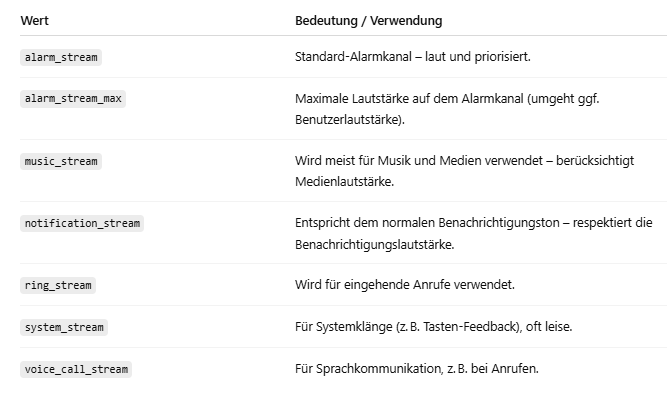 Wert Bedeutung / Verwendung
alarm_stream Standard-Alarmkanal – laut und priorisiert.
alarm_stream_max Maximale Lautstärke auf dem Alarmkanal (umgeht ggf.
Benutzerlautstärke).
music_stream Wird meist für Musik und Medien verwendet – berücksichtigt
Medienlautstärke.
notification_stream Entspricht dem normalen Benachrichtigungston – respektiert die
Benachrichtigungslautstärke.
ring_stream Wird für eingehende Anrufe verwendet.
system_stream Für Systemklänge (z. B. Tasten-Feedback), oft leise.
voice_call_stream Für Sprachkommunikation, z. B. bei Anrufen.